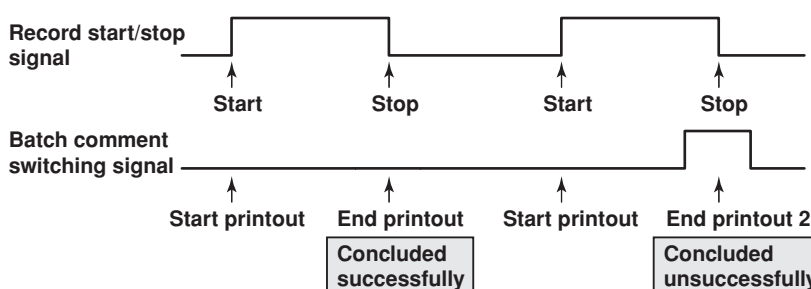 Record start/stop
signal
Start
Stop
Start
Stop
Batch comment
switching signal
Start printout
End printout
Start printout
End printout 2
Concluded
successfully
Concluded
unsuccessfully